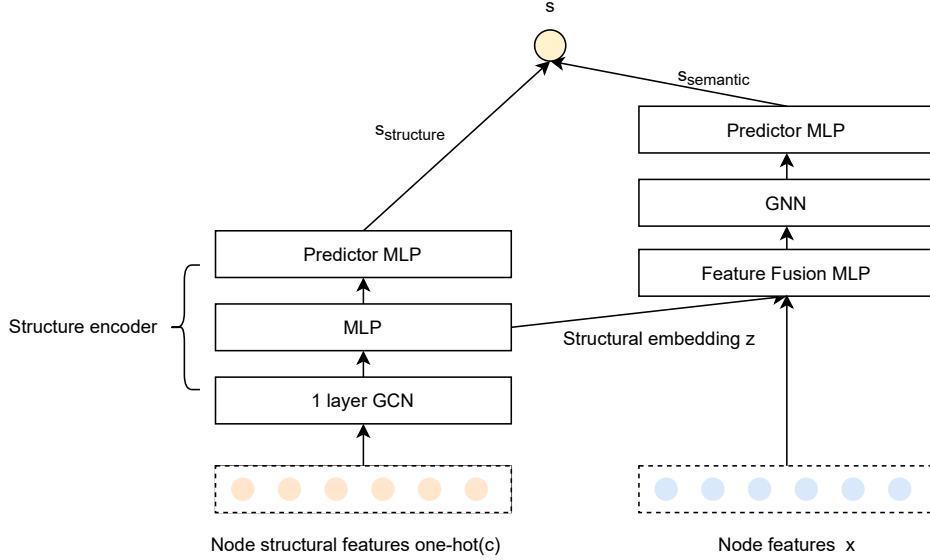 s
s_semantic
Predictor MLP
s_structure
GNN
Predictor MLP
Feature Fusion MLP
Structure encoder
MLP
Structural embedding z
1 layer GCN
Node structural features one-hot(c)
Node features x